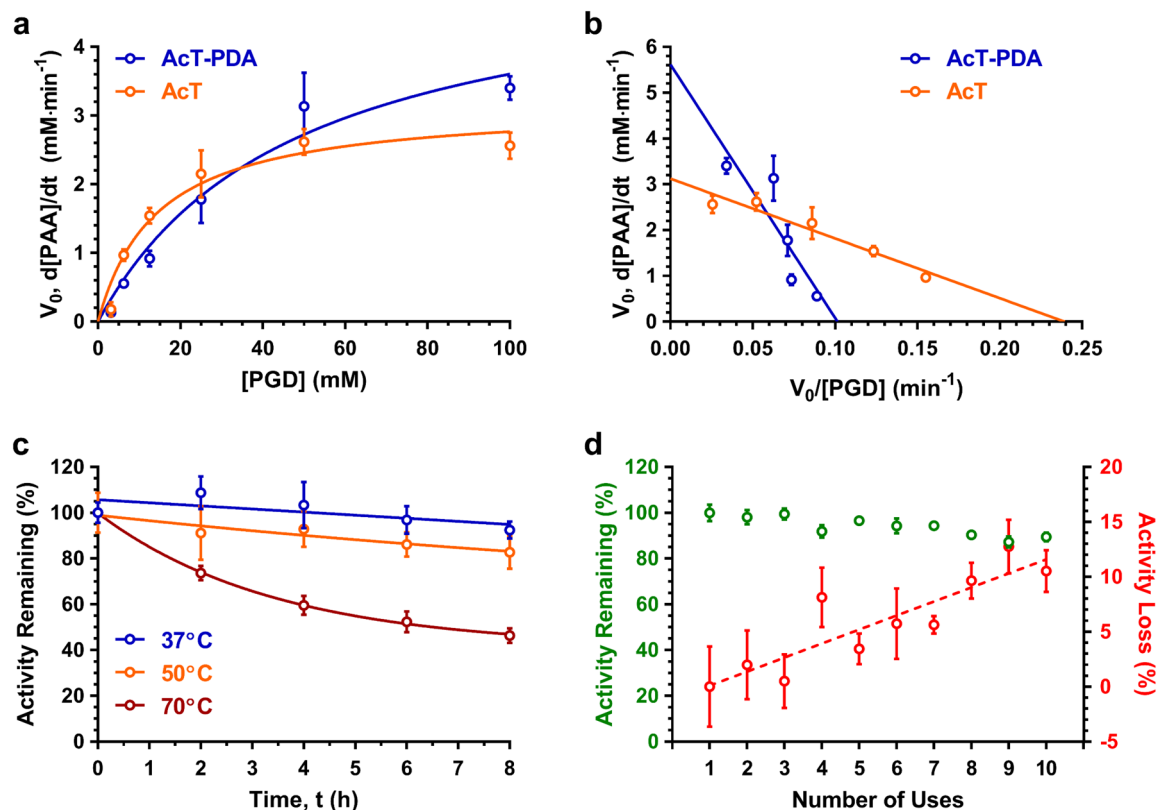 a
V0, d[PAA]/dt (mM·min-1)
4
3
2
1
0
AcT-PDA
AcT
0 20 40 60 80 100
[PGD] (mM)
b
V0, d[PAA]/dt (mM·min-1)
6
5
4
3
2
1
0
AcT-PDA
AcT
0.00 0.05 0.10 0.15 0.20 0.25
V0/[PGD] (min-1)
c
Activity Remaining (%)
120
100
80
60
40
20
0
37°C
50°C
70°C
0 1 2 3 4 5 6 7 8
Time, t (h)
d
Activity Remaining (%)
120
100
80
60
40
20
0
20
15
10
5
0
-5
Activity Loss (%)
1 2 3 4 5 6 7 8 9 10
Number of Uses